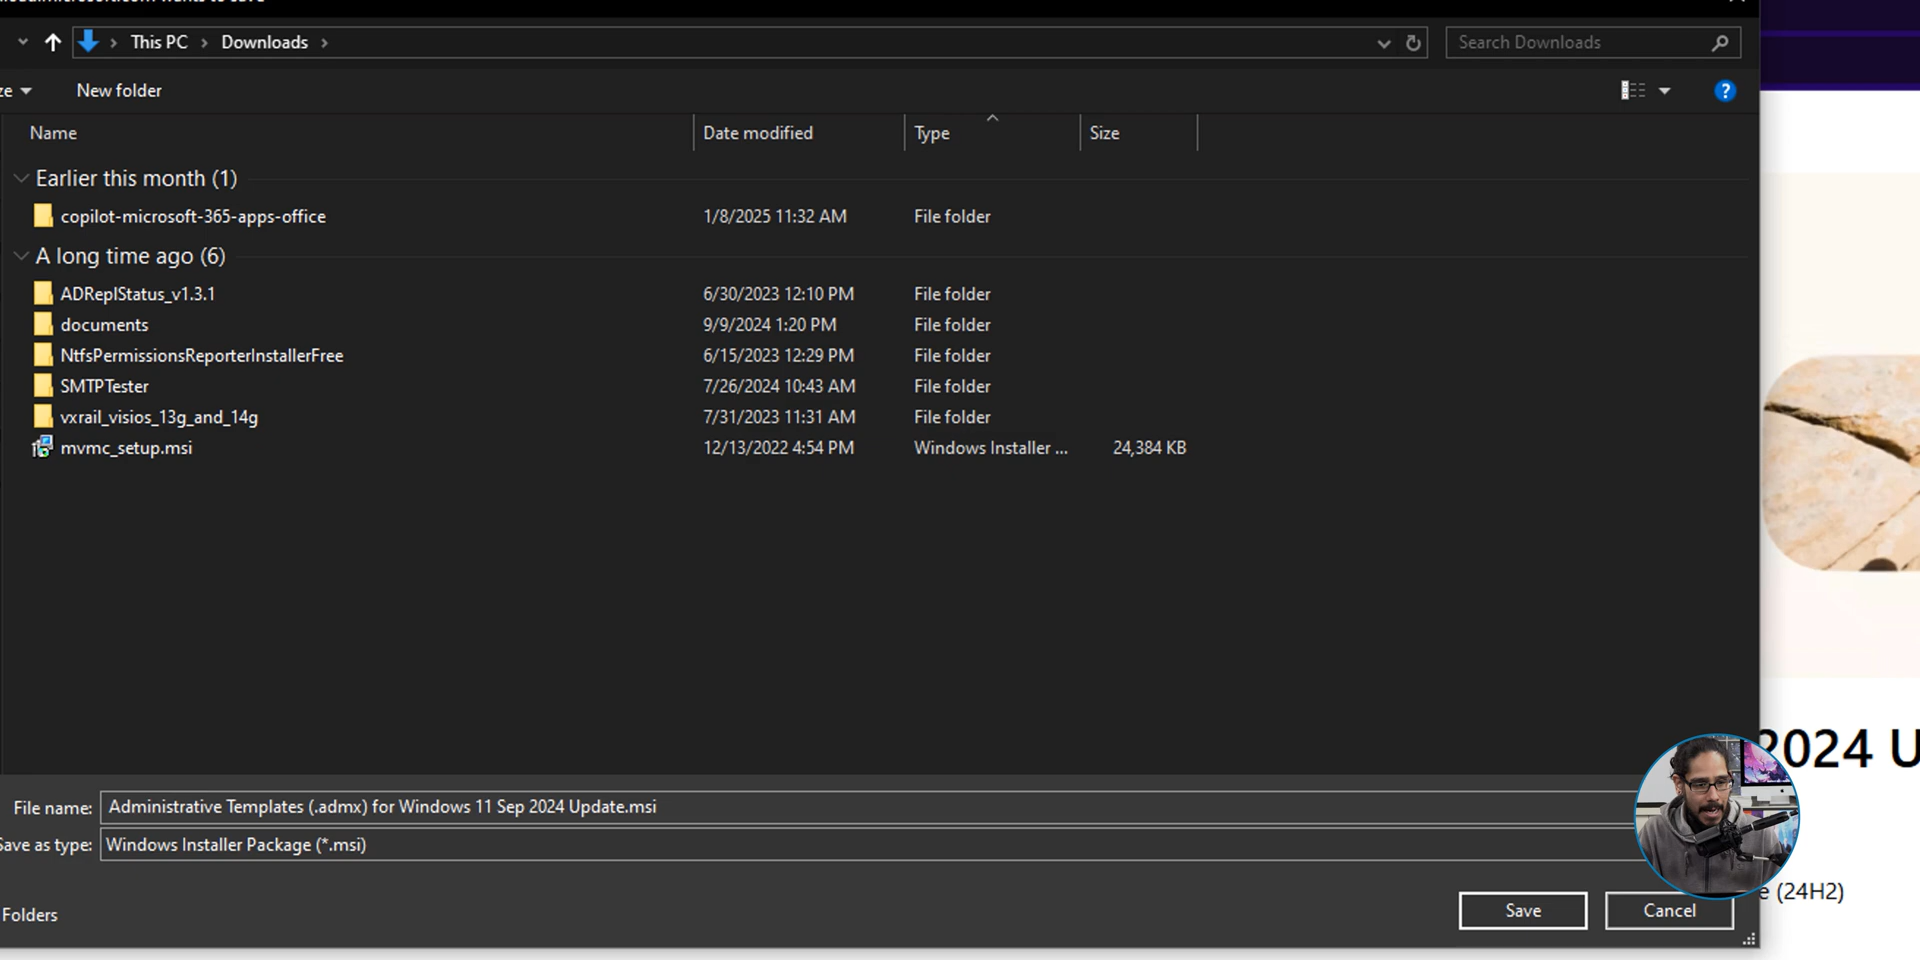 This PC > Downloads >
Search Downloads
New folder
?
Name Date modified Type Size
Earlier this month (1)
copilot-microsoft-365-apps-office 1/8/2025 11:32 AM File folder
A long time ago (6)
ADReplStatus_v1.3.1 6/30/2023 12:10 PM File folder
documents 9/9/2024 1:20 PM File folder
NtfsPermissionsReporterInstallerFree 6/15/2023 12:29 PM File folder
SMTPTester 7/26/2024 10:43 AM File folder
vxrail_visios_13g_and_14g 7/31/2023 11:31 AM File folder
mvmc_setup.msi 12/13/2022 4:54 PM Windows Installer ... 24,384 KB
2024 U
File name: Administrative Templates (.admx) for Windows 11 Sep 2024 Update.msi
Save as type: Windows Installer Package (*.msi)
e (24H2)
Folders
Save Cancel